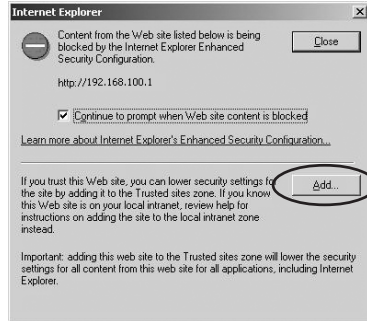 Internet Explorer
Content from the Web site listed below is being
blocked by the Internet Explorer Enhanced
Security Configuration.
Close
http://192.168.100.1
Continue to prompt when Web site content is blocked
Learn more about Internet Explorer's Enhanced Security Configuration...
If you trust this Web site, you can lower security settings for
the site by adding it to the Trusted sites zone. If you know
this Web site is on your local intranet, review help for
instructions on adding the site to the local intranet zone
instead.
Add...
Important: adding this web site to the Trusted sites zone will lower the security
settings for all content from this web site for all applications, including Internet
Explorer.